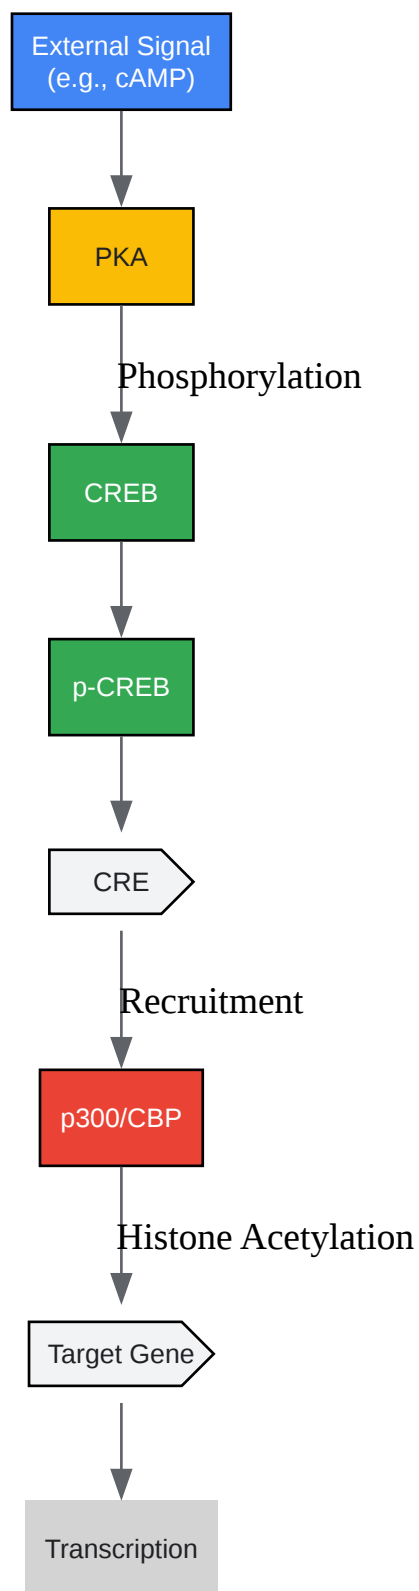 External Signal
(e.g., cAMP)
PKA
Phosphorylation
CREB
p-CREB
CRE
Recruitment
p300/CBP
Histone Acetylation
Target Gene
Transcription